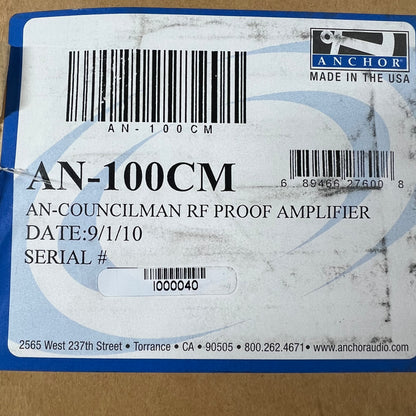 ANCHOR®
MADE IN THE USA
AN-100CM
AN-100CM
6 89466 27600 8
AN-COUNCILMAN RF PROOF AMPLIFIER
DATE:9/1/10
SERIAL #
I000040
2565 West 237th Street • Torrance • CA • 90505 • 800.262.4671 • www.anchoraudio.com